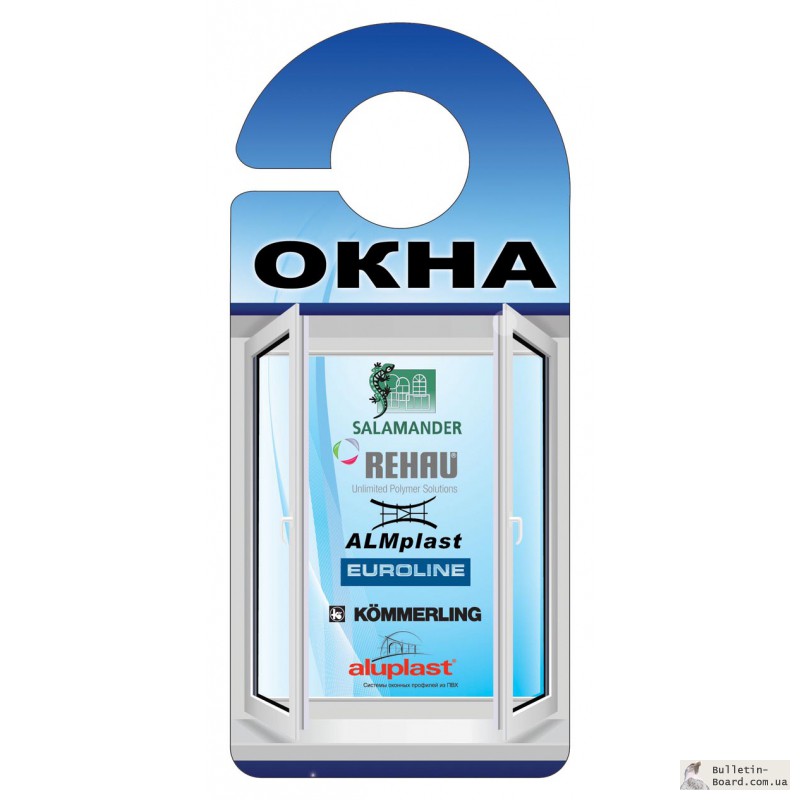 ОКНА
SALAMANDER
REHAU®
Unlimited Polymer Solutions
ALMplast
EUROLINE
KÖMMERLING
aluplast®
Системы оконных профилей из ПВХ
Bulletin-
Board.com.ua